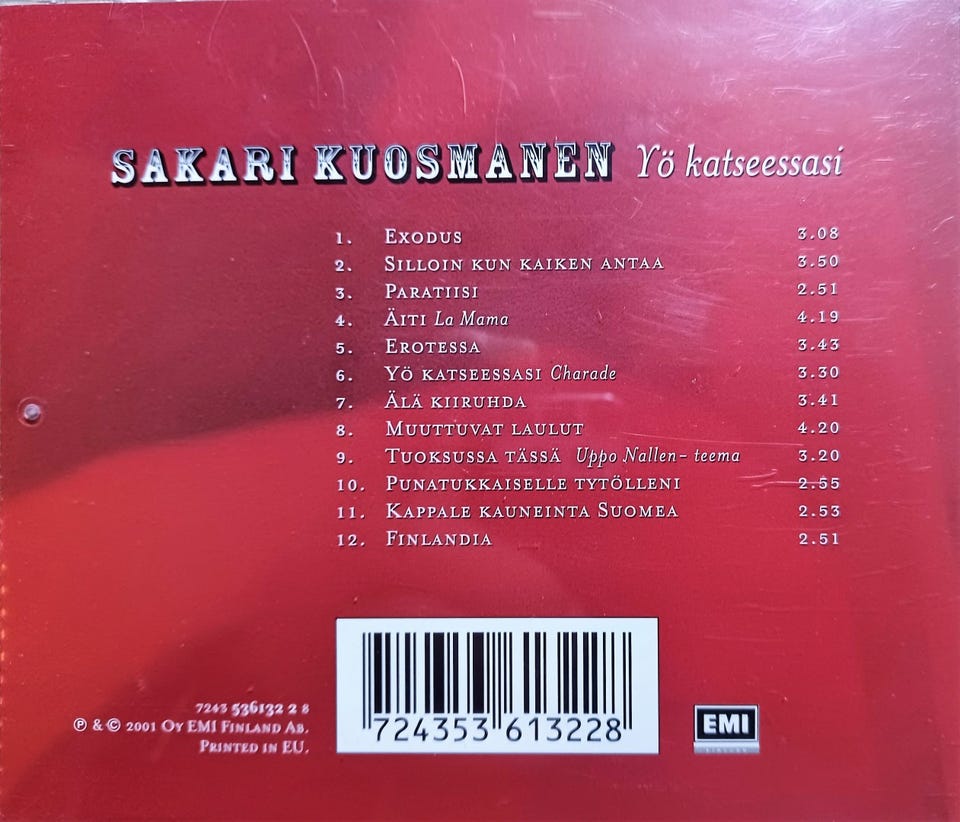 SAKARI KUOSMANEN Yö katseessasi
1. EXODUS 3.08
2. SILLOIN KUN KAIKEN ANTAA 3.50
3. PARATIISI 2.51
4. ÄITI La Mama 4.19
5. EROTESSA 3.43
6. YÖ KATSEESSASI Charade 3.30
7. ÄLÄ KIIRUHDA 3.41
8. MUUTTUVAT LAULUT 4.20
9. TUOKSUSSA TÄSSÄ Uppo Nallen- teema 3.20
10. PUNATUKKAISELLE TYTÖLLENI 2.55
11. KAPPALE KAUNEINTA SUOMEA 2.53
12. FINLANDIA 2.51
7243 536132 2 8
℗ & © 2001 OY EMI FINLAND AB.
PRINTED IN EU.
724353 613228
EMI